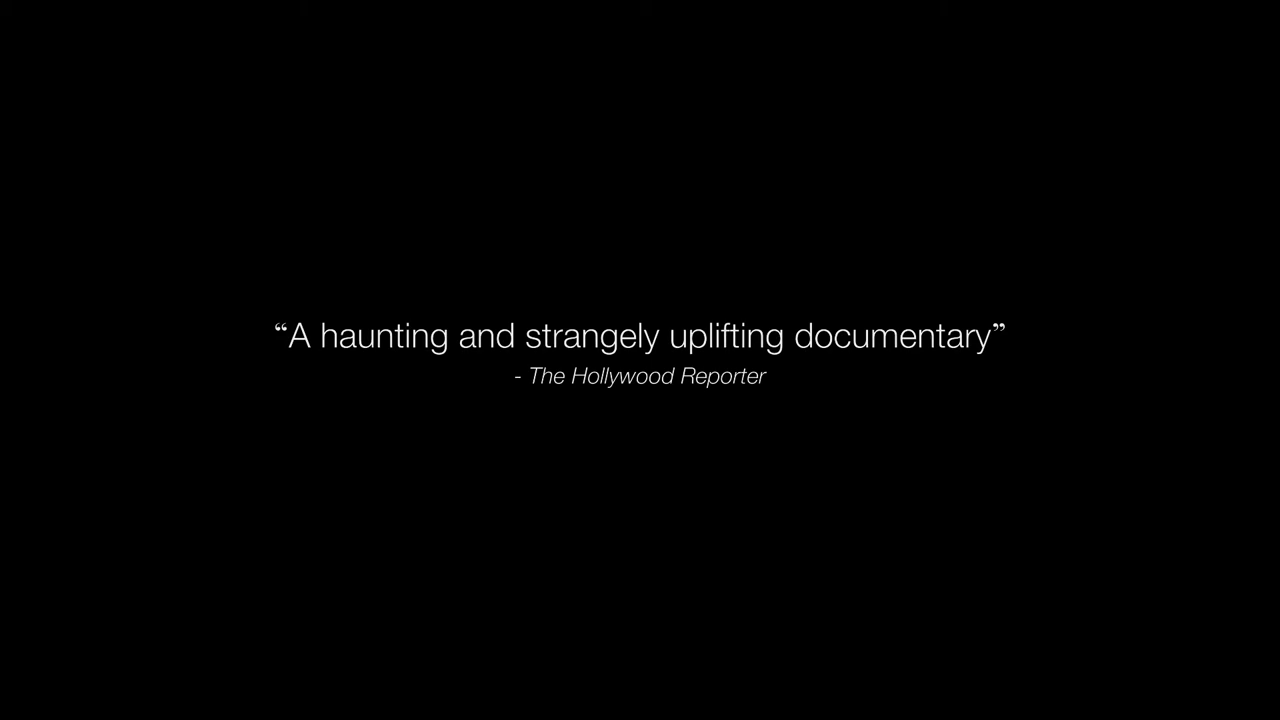 “A haunting and strangely uplifting documentary”
- The Hollywood Reporter